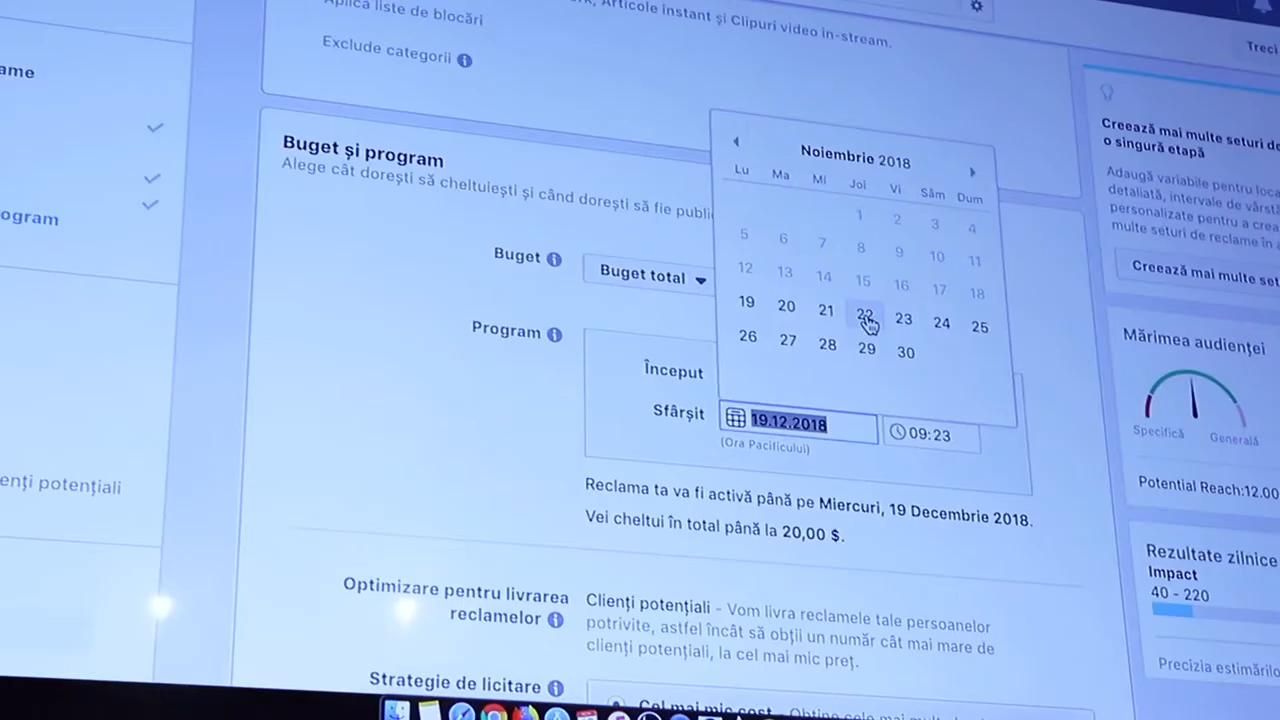 Aplică liste de blocări
Articole instant și Clipuri video in-stream.
Exclude categorii
Treci
ame
ogram
enți potențiali
Buget și program
Alege cât dorești să cheltuiești și când dorești să fie publi
Buget
Buget total
Program
Început
Sfârșit
19.12.2018
09:23
(Ora Pacificului)
Noiembrie 2018
Lu Ma Mi Joi Vi Sâm Dum
1 2 3 4
5 6 7 8 9 10 11
12 13 14 15 16 17 18
19 20 21 22 23 24 25
26 27 28 29 30
Reclama ta va fi activă până pe Miercuri, 19 Decembrie 2018.
Vei cheltui în total până la 20,00 $.
Optimizare pentru livrarea
reclamelor
Clienți potențiali - Vom livra reclamele tale persoanelor
potrivite, astfel încât să obții un număr cât mai mare de
clienți potențiali, la cel mai mic preț.
Strategie de licitare
Cel mai mic cost - Obține cele mai
Creează mai multe seturi de
o singură etapă
Adaugă variabile pentru loca
detaliată, intervale de vârstă
personalizate pentru a crea
multe seturi de reclame în a
Creează mai multe set
Mărimea audienței
Specifică
Generală
Potential Reach:12.00
Rezultate zilnice
Impact
40 - 220
Precizia estimărilo